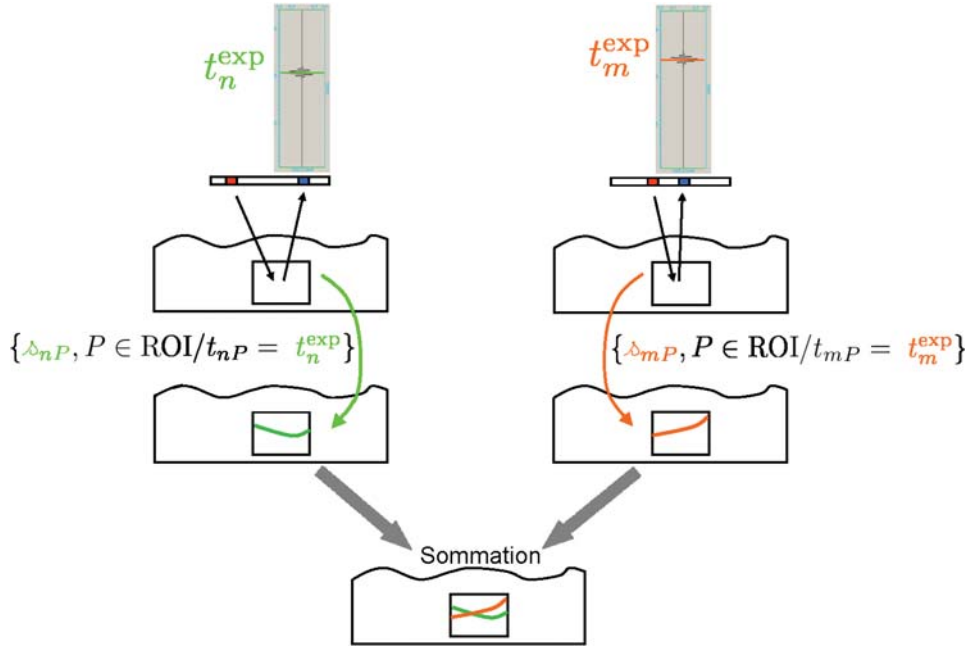 t_n^exp
t_m^exp
{s_nP, P ∈ ROI/t_nP = t_n^exp}
{s_mP, P ∈ ROI/t_mP = t_m^exp}
Sommation